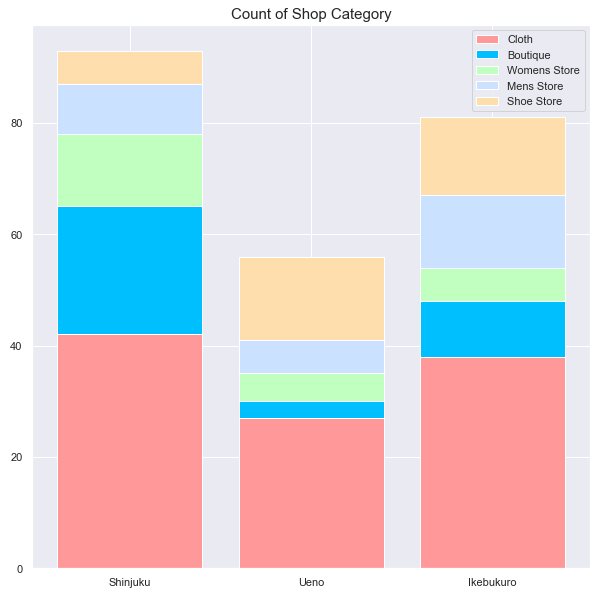 Count of Shop Category
Cloth
Boutique
Womens Store
Mens Store
Shoe Store
80
60
40
20
0
Shinjuku
Ueno
Ikebukuro